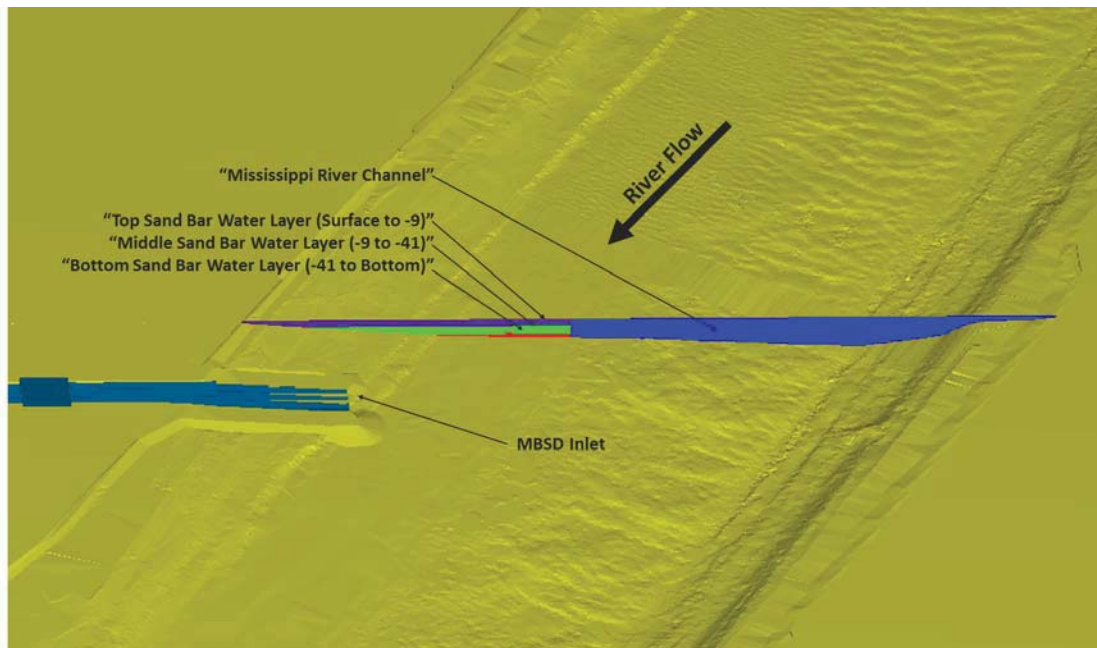 "Mississippi River Channel"
River Flow
"Top Sand Bar Water Layer (Surface to -9)"
"Middle Sand Bar Water Layer (-9 to -41)"
"Bottom Sand Bar Water Layer (-41 to Bottom)"
MBSD Inlet